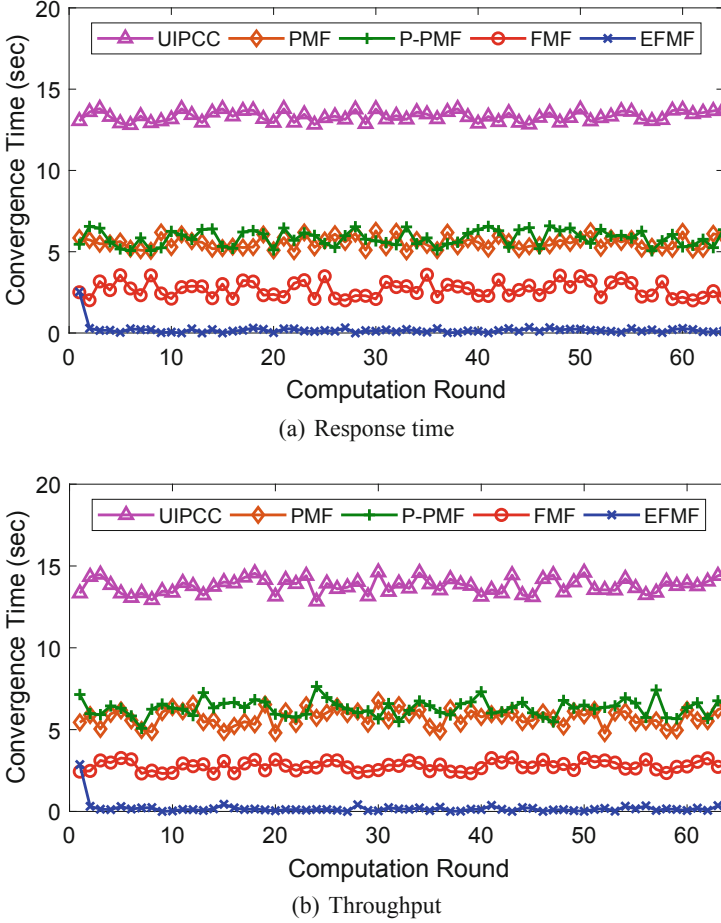 20
UIPCC PMF P-PMF FMF EFMF
15
10
5
0
Convergence Time (sec)
0 10 20 30 40 50 60
Computation Round
(a) Response time
20
UIPCC PMF P-PMF FMF EFMF
15
10
5
0
Convergence Time (sec)
0 10 20 30 40 50 60
Computation Round
(b) Throughput